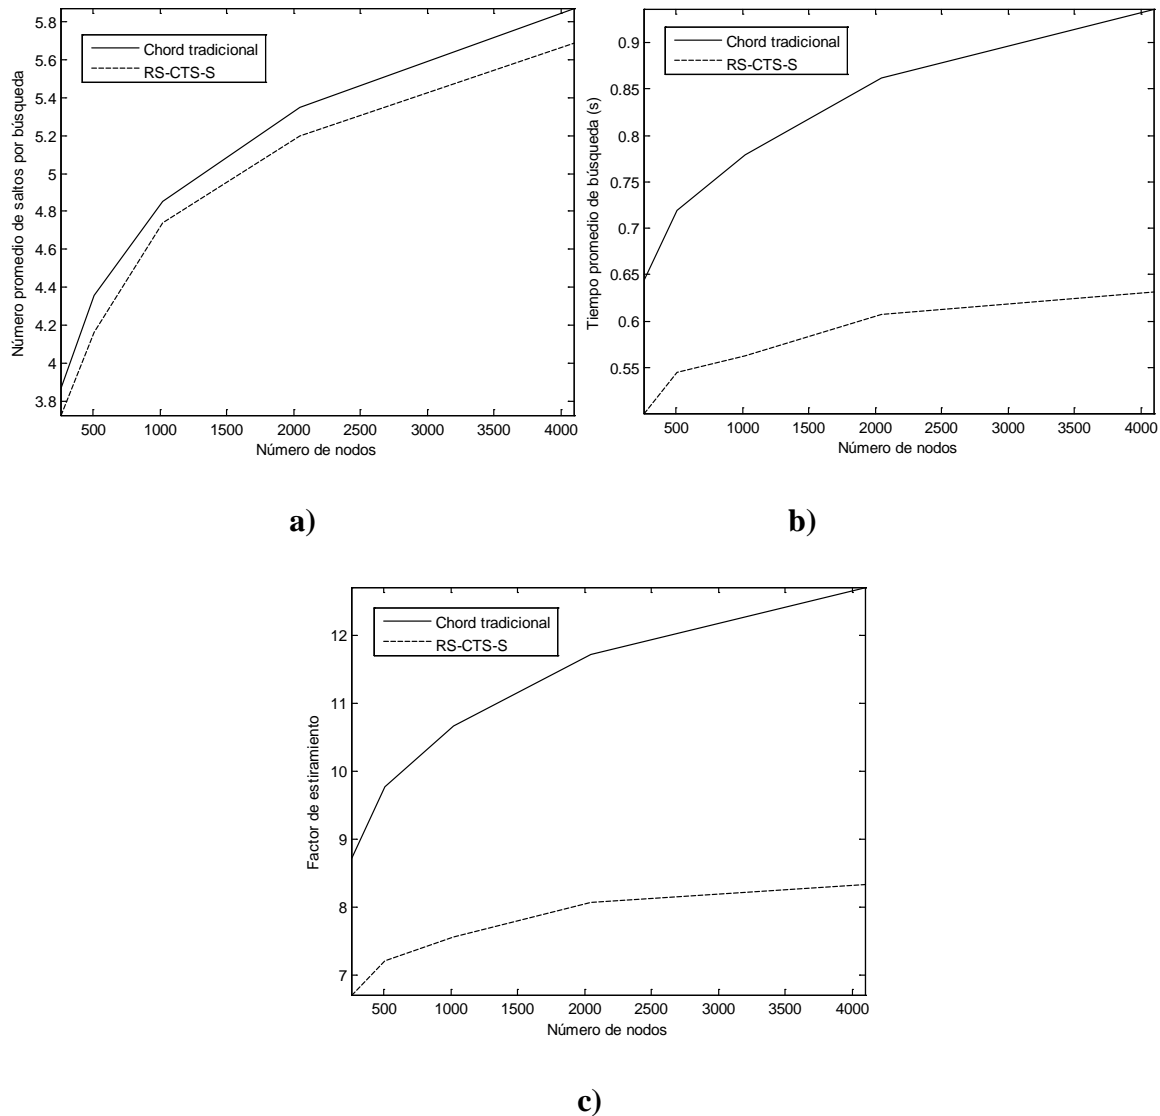 5.8
5.6
5.4
5.2
5
4.8
4.6
4.4
4.2
4
3.8
Número promedio de saltos por búsqueda
Chord tradicional
RS-CTS-S
500 1000 1500 2000 2500 3000 3500 4000
Número de nodos
a)
0.9
0.85
0.8
0.75
0.7
0.65
0.6
0.55
Tiempo promedio de búsqueda (s)
Chord tradicional
RS-CTS-S
500 1000 1500 2000 2500 3000 3500 4000
Número de nodos
b)
12
11
10
9
8
7
Factor de estiramiento
Chord tradicional
RS-CTS-S
500 1000 1500 2000 2500 3000 3500 4000
Número de nodos
c)